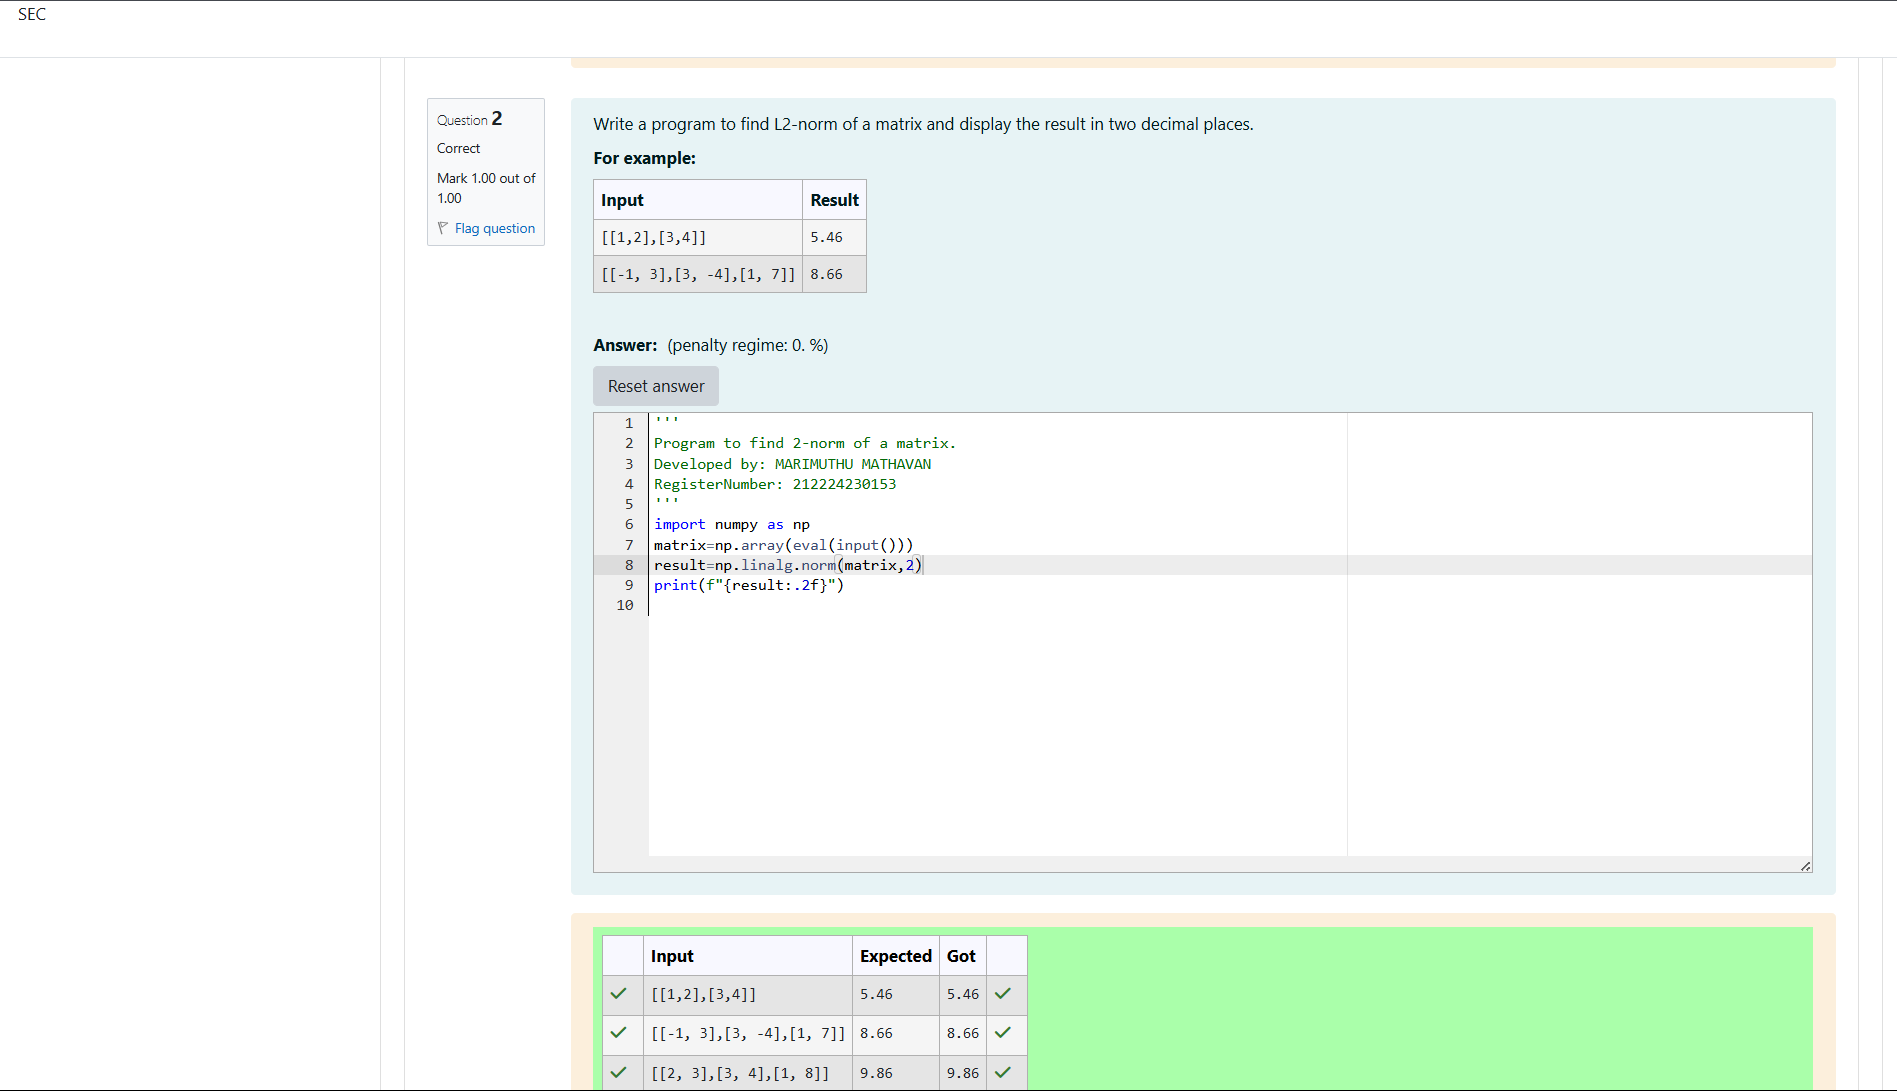 SEC
Question 2
Correct
Mark 1.00 out of
1.00
Flag question
Write a program to find L2-norm of a matrix and display the result in two decimal places.
For example:
Input Result
[[1,2],[3,4]] 5.46
[[-1, 3],[3, -4],[1, 7]] 8.66
Answer: (penalty regime: 0. %)
Reset answer
1 '''
2 Program to find 2-norm of a matrix.
3 Developed by: MARIMUTHU MATHAVAN
4 RegisterNumber: 212224230153
5 '''
6 import numpy as np
7 matrix=np.array(eval(input()))
8 result=np.linalg.norm(matrix,2)
9 print(f"{result:.2f}")
10
Input Expected Got
[[1,2],[3,4]] 5.46 5.46
[[-1, 3],[3, -4],[1, 7]] 8.66 8.66
[[2, 3],[3, 4],[1, 8]] 9.86 9.86